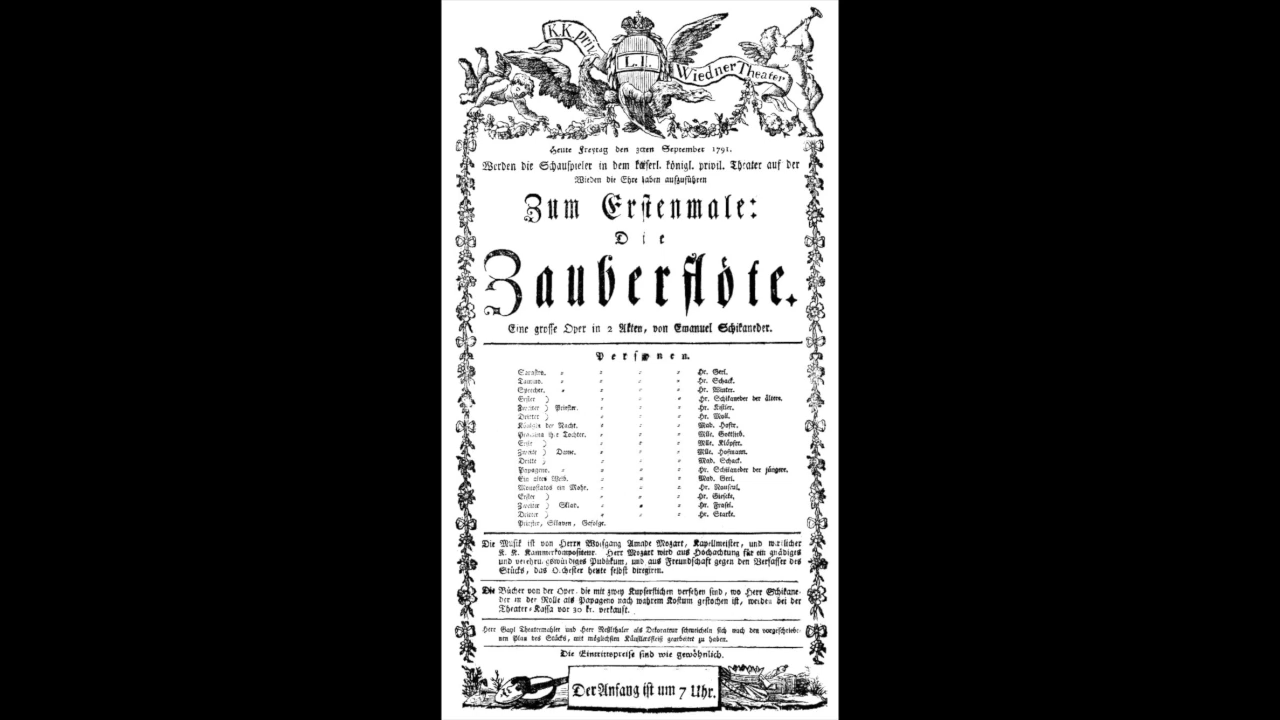 K.K. priv.
L. II.
Wiedner Theater
Heute Freytag den 30ten September 1791.
Werden die Schauspieler in dem kaiserl. königl. privil. Theater auf der
Wieden die Ehre haben aufzuführen
Zum Erstenmale:
Die
Zauberflöte.
Eine grosse Oper in 2 Akten, von Emanuel Schikaneder.
Personen.
Sarastro. Hr. Gerl.
Tamino. Hr. Schack.
Sprecher. Hr. Winter.
Erster ) Hr. Schikaneder der ältere.
Zweiter ) Priester. Hr. Kistler.
Dritter ) Hr. Moll.
Königin der Nacht. Mad. Hofer.
Pamina ihre Tochter. Mlle. Gottlieb.
Erste ) Mlle. Klöpfer.
Zweite ) Dame. Mlle. Hofmann.
Dritte ) Mad. Schack.
Papageno. Hr. Schikaneder der jüngere.
Ein altes Weib. Mad. Gerl.
Monostatos ein Mohr. Hr. Nouseul.
Erster ) Hr. Gieseke.
Zweiter ) Sklav. Hr. Frasel.
Dritter ) Hr. Starke.
Priester, Sklaven, Gefolge.
Die Musik ist von Herrn Wolfgang Amade Mozart, Kapellmeister, und wirklicher
K. K. Kammerkompositeur. Herr Mozart wird aus Hochachtung für ein gnädiges
und verehrungswürdiges Publikum, und aus Freundschaft gegen den Verfasser des
Stücks, das Orchester heute selbst dirigiren.
Die Bücher von der Oper, die mit zwey Kupferstichen versehen sind, wo Herr Schikane-
der in der Rolle als Papageno nach wahrem Kostum gestochen ist, werden bei der
Theater-Kassa vor 30 kr. verkauft.
Herr Gayl Theatermahler und Herr Neßlthaler als Dekorateur schmeicheln sich nach den vorgeschriebe-
nen Plan des Stücks, mit möglichsten Künstlersfleiß gearbeitet zu haben.
Die Eintrittspreise sind wie gewöhnlich.
Der Anfang ist um 7 Uhr.